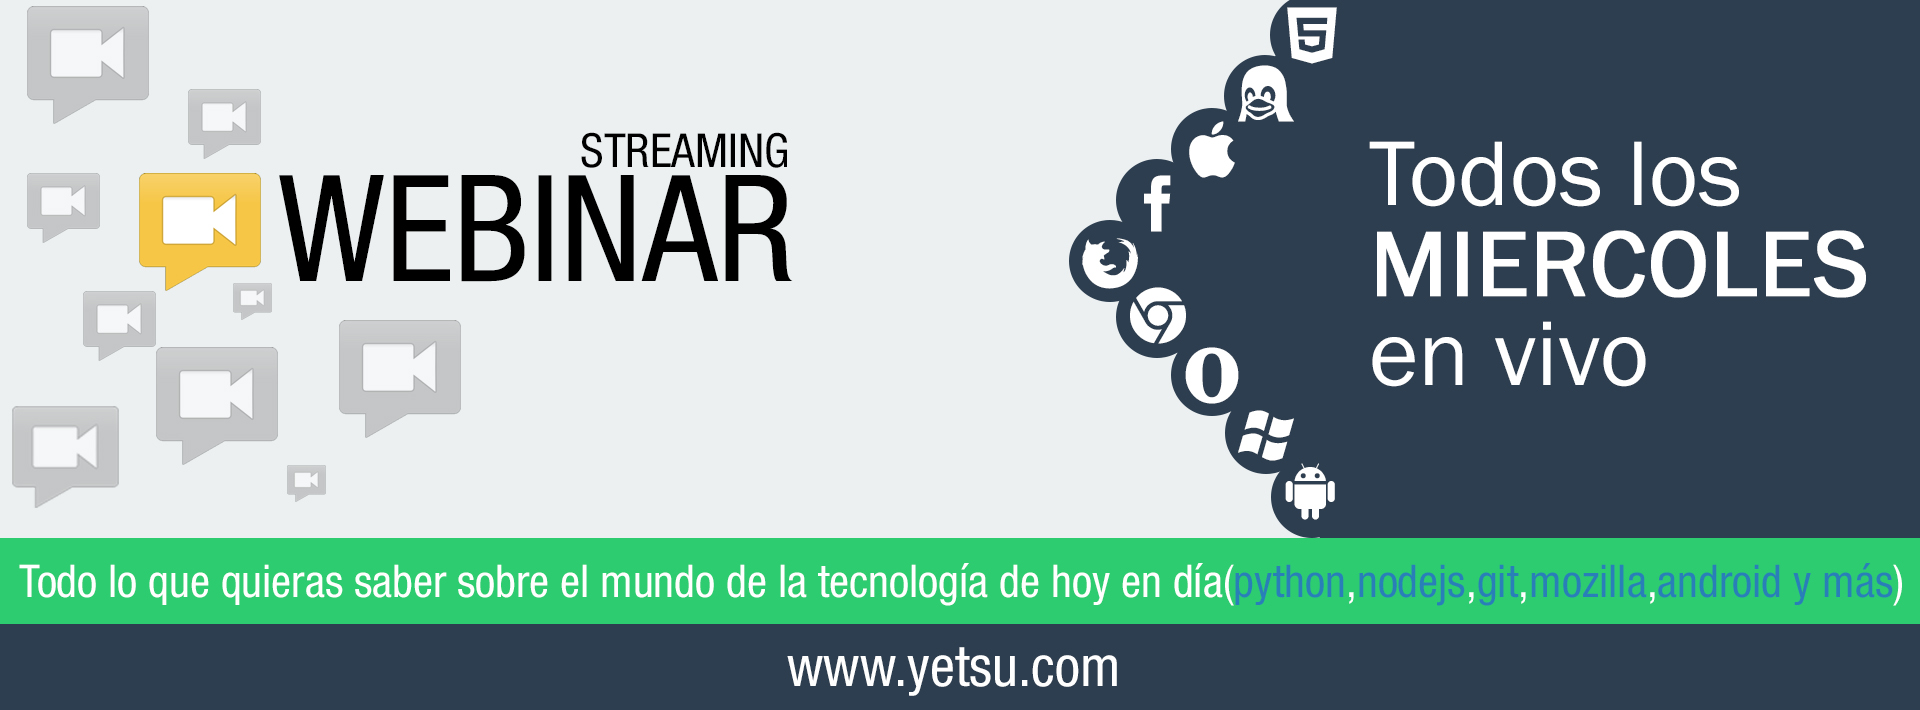 STREAMING
WEBINAR
Todos los
MIERCOLES
en vivo
Todo lo que quieras saber sobre el mundo de la tecnología de hoy en día(python,nodejs,git,mozilla,android y más)
www.yetsu.com